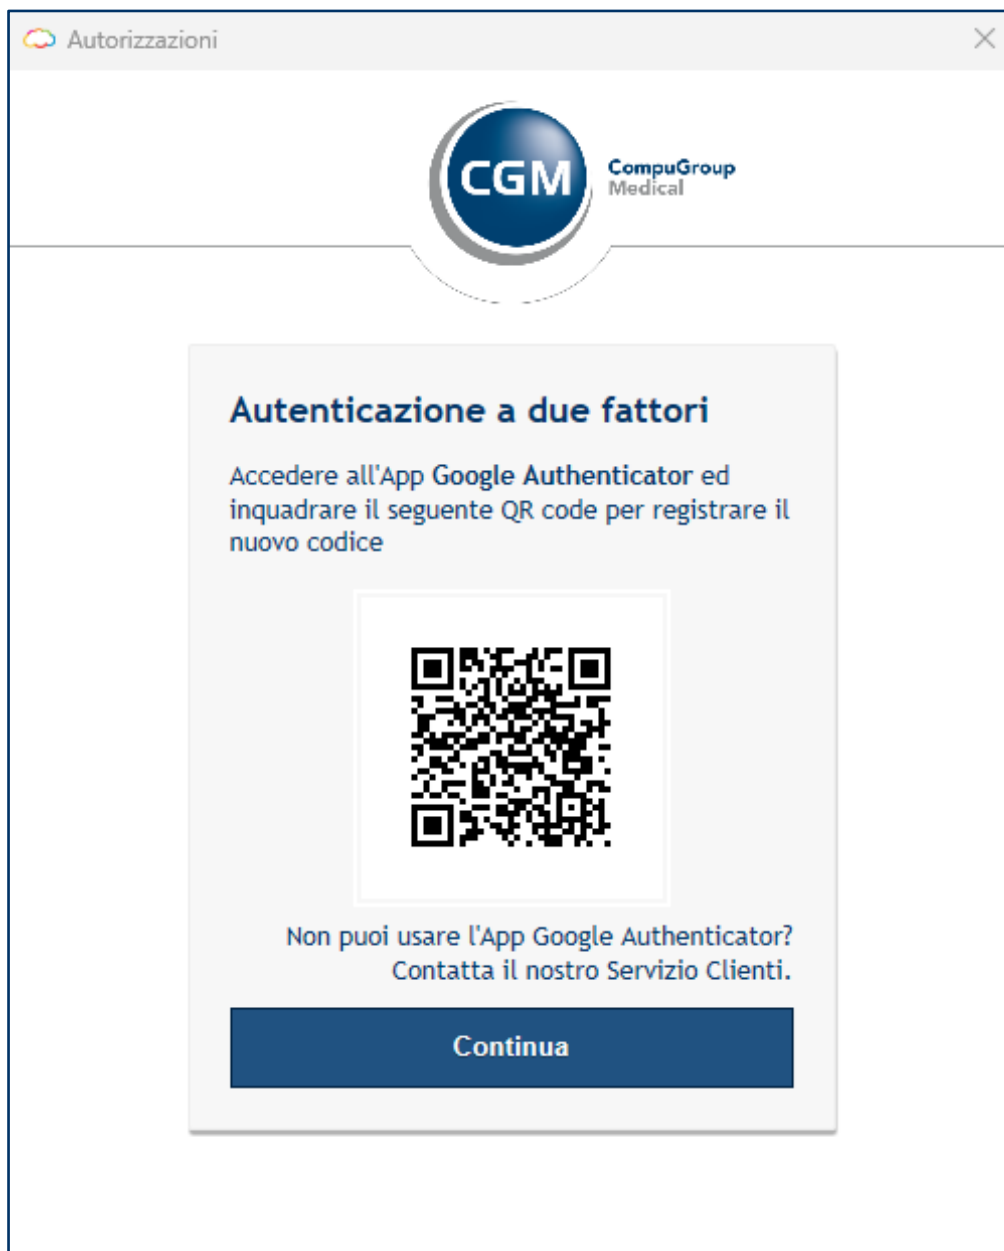 Autorizzazioni
CGM
CompuGroup
Medical
Autenticazione a due fattori
Accedere all'App Google Authenticator ed
inquadrare il seguente QR code per registrare il
nuovo codice
Non puoi usare l'App Google Authenticator?
Contatta il nostro Servizio Clienti.
Continua